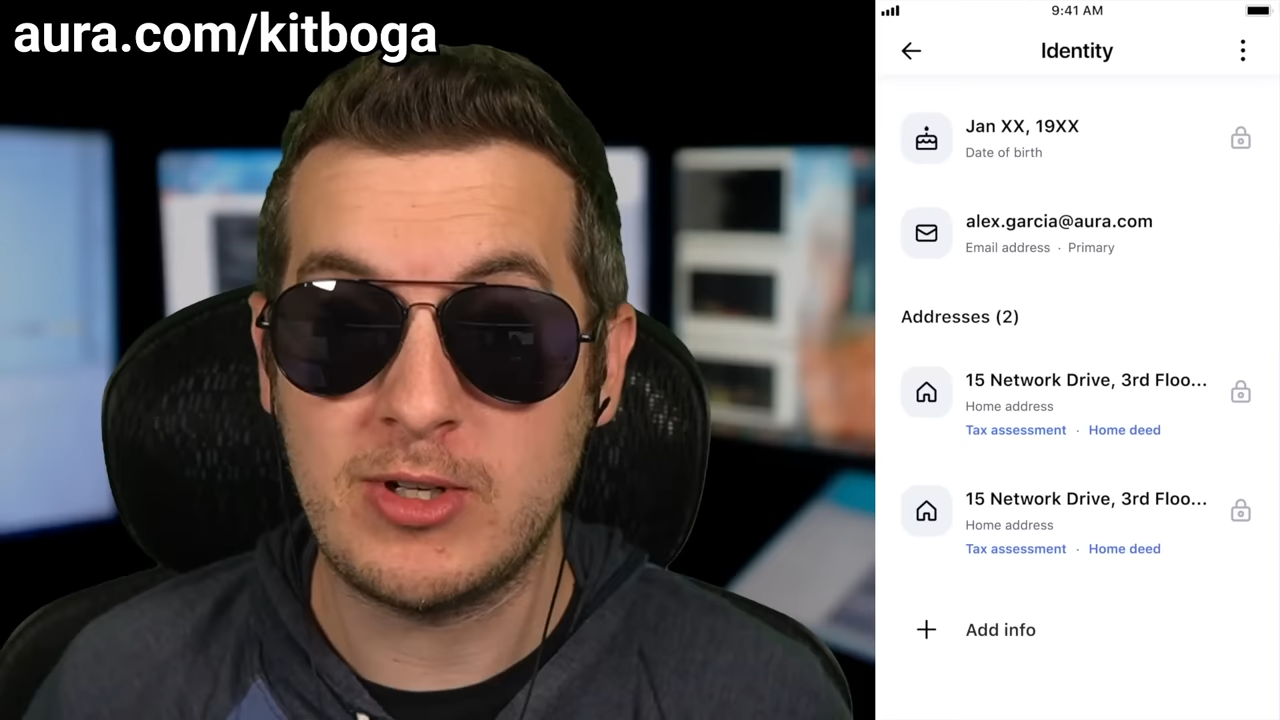 aura.com/kitboga
9:41 AM
Identity
Jan XX, 19XX
Date of birth
alex.garcia@aura.com
Email address · Primary
Addresses (2)
15 Network Drive, 3rd Floo...
Home address
Tax assessment · Home deed
15 Network Drive, 3rd Floo...
Home address
Tax assessment · Home deed
Add info